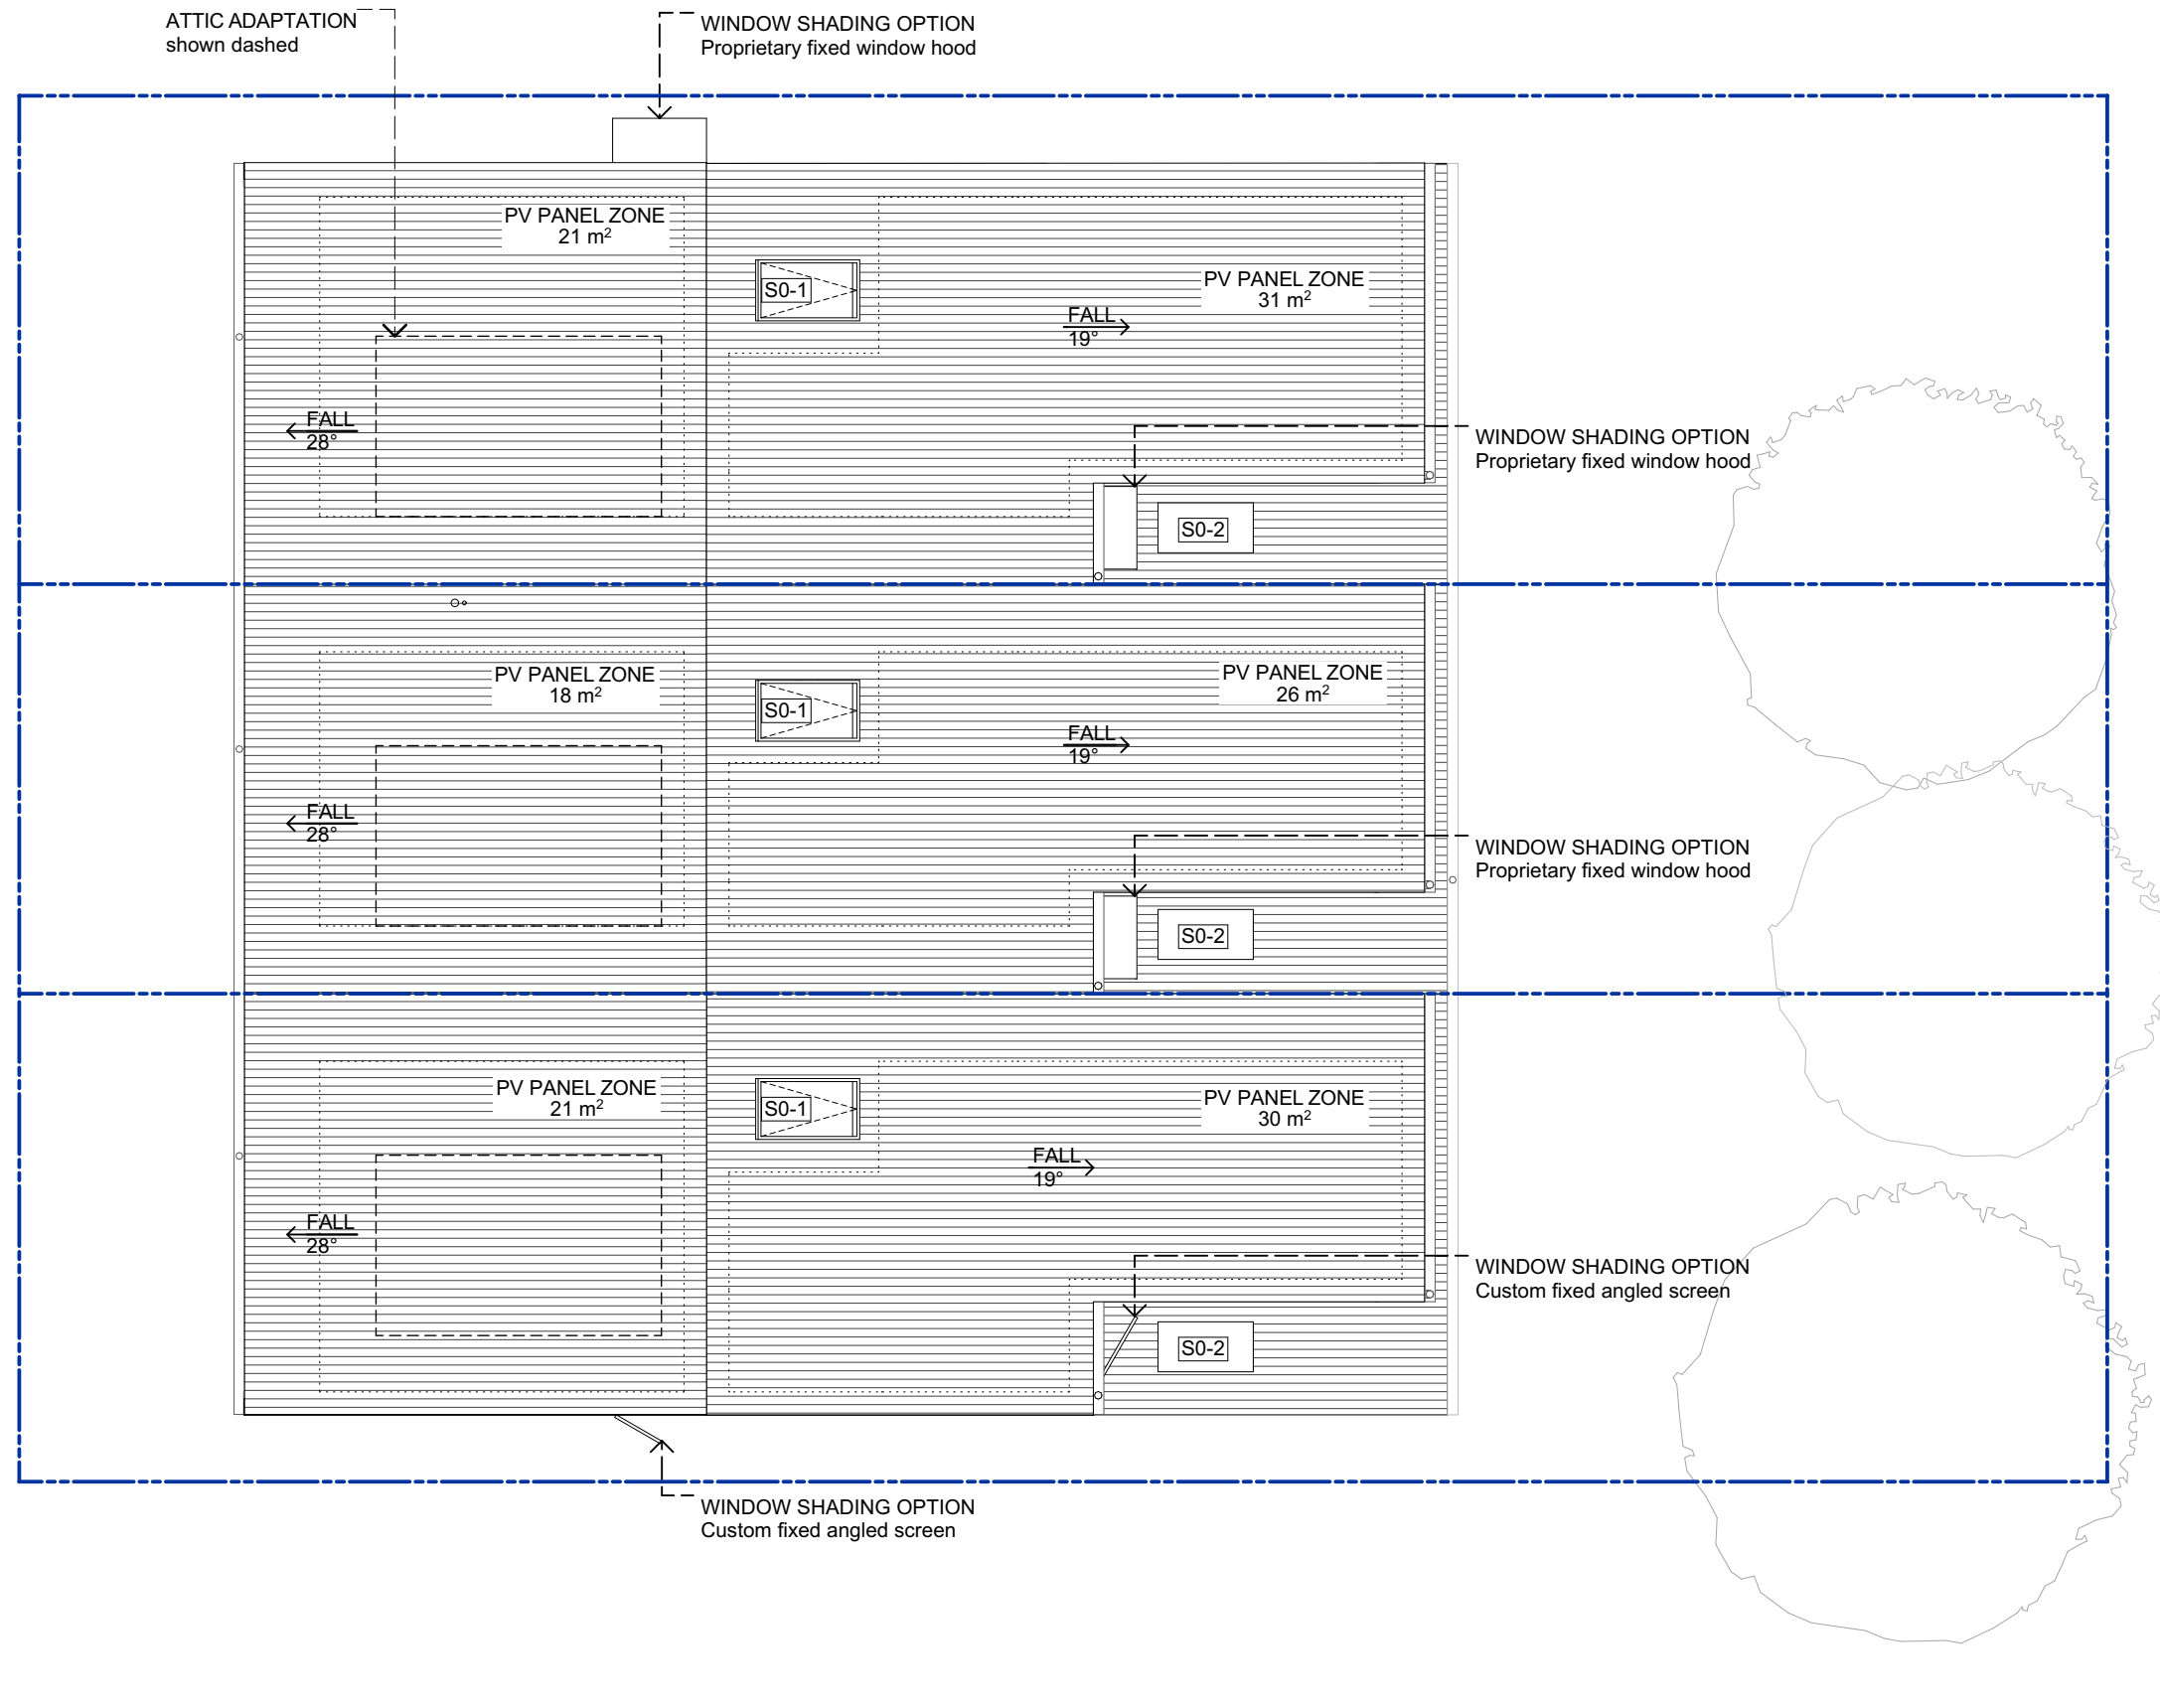 ATTIC ADAPTATION
shown dashed
WINDOW SHADING OPTION
Proprietary fixed window hood
PV PANEL ZONE
21 m²
S0-1
PV PANEL ZONE
31 m²
FALL
19°
FALL
28°
WINDOW SHADING OPTION
Proprietary fixed window hood
S0-2
PV PANEL ZONE
18 m²
S0-1
PV PANEL ZONE
26 m²
FALL
19°
FALL
28°
WINDOW SHADING OPTION
Proprietary fixed window hood
S0-2
PV PANEL ZONE
21 m²
S0-1
PV PANEL ZONE
30 m²
FALL
19°
FALL
28°
WINDOW SHADING OPTION
Custom fixed angled screen
S0-2
WINDOW SHADING OPTION
Custom fixed angled screen